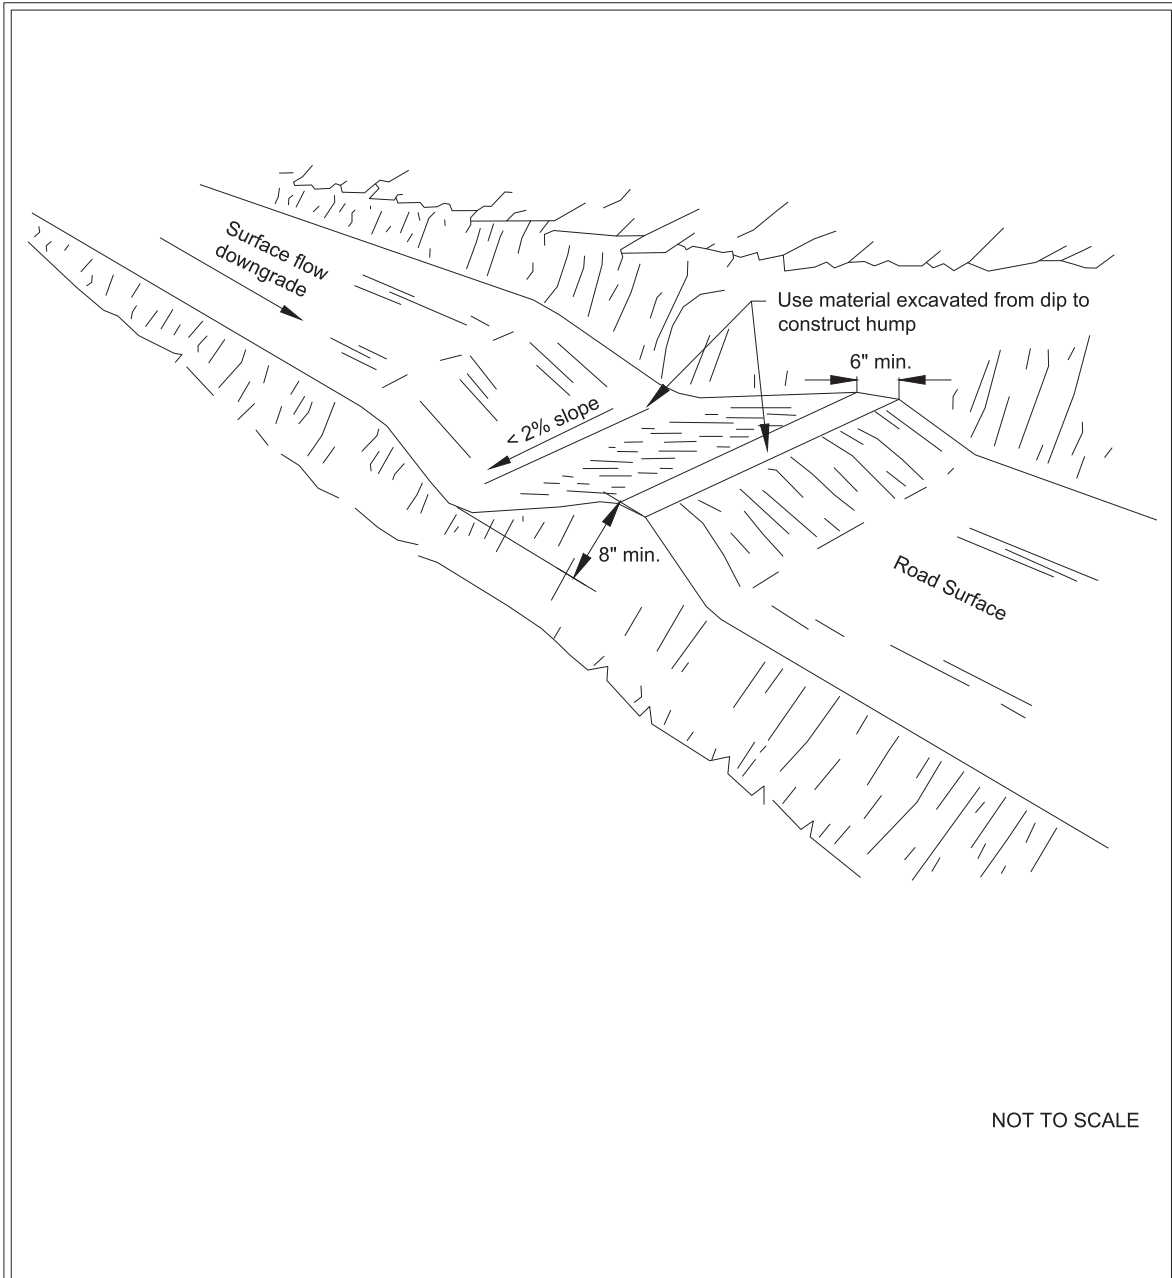 Surface flow
downgrade
Use material excavated from dip to
construct hump
6" min.
< 2% slope
8" min.
Road Surface
NOT TO SCALE